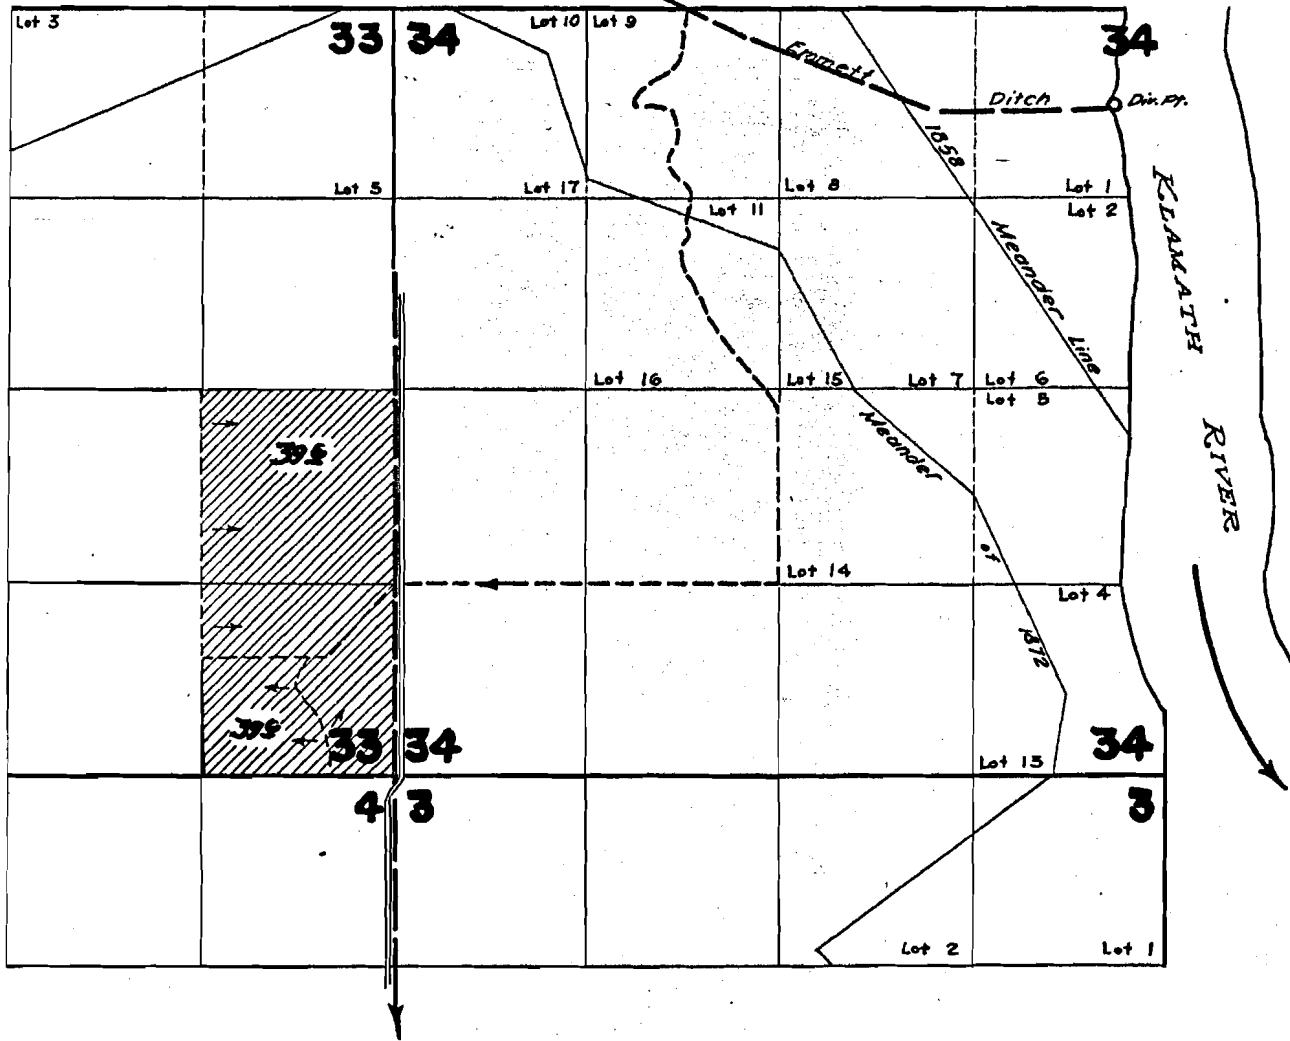 Lot 3
33 34
Lot 10 Lot 9
34
Emmett
Ditch
Div. Pt.
1858
Lot 5
Lot 17
Lot 11
Lot 8
Lot 1
Lot 2
KLAMATH
Meander
Line
Lot 16
Lot 15
Lot 7
Lot 6
Lot 5
Meander
RIVER
of
Lot 14
Lot 4
1872
33 34
34
Lot 13
4 3
3
Lot 2
Lot 1